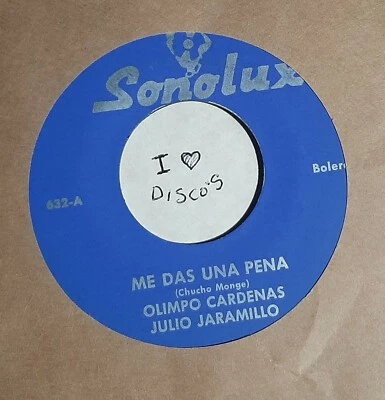 Sonolux
I ♡
DISCO'S
Bolero
632-A
ME DAS UNA PENA
(Chucho Monge)
OLIMPO CARDENAS
JULIO JARAMILLO